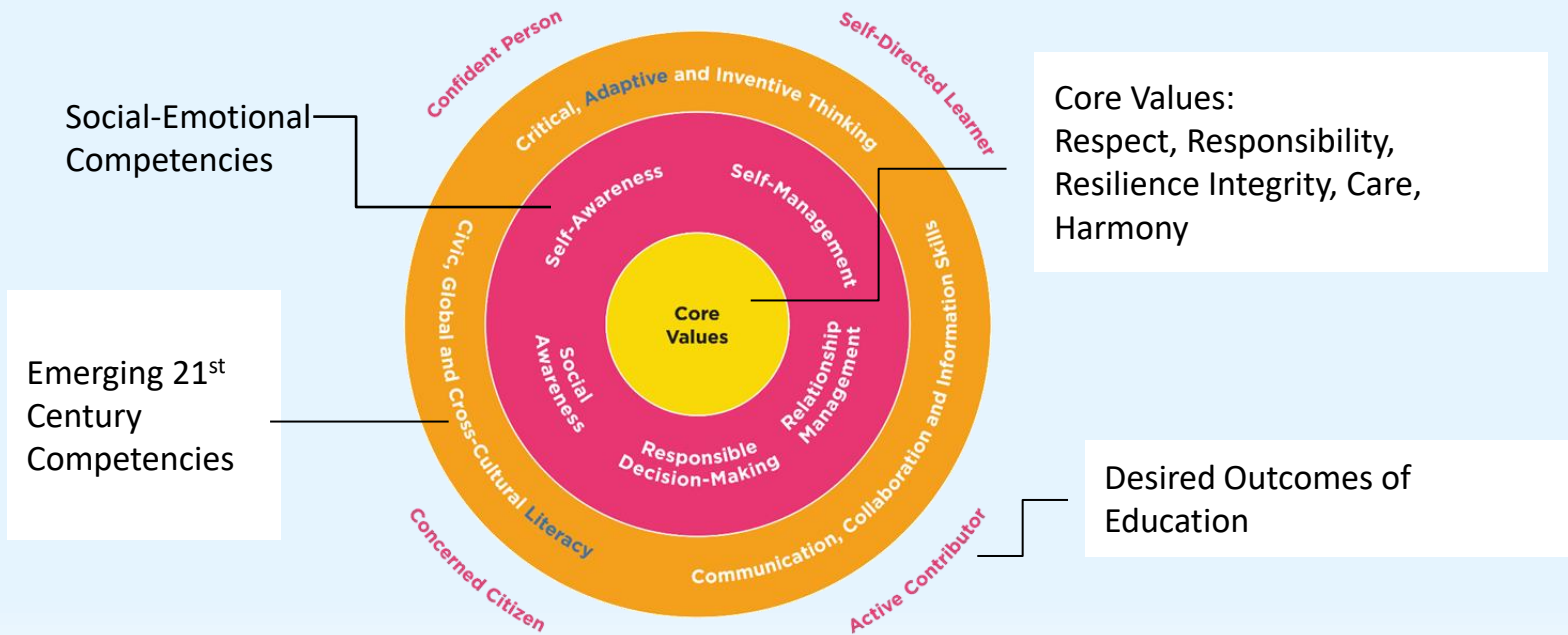 Confident Person
Self-Directed Learner
Social-Emotional
Competencies
Critical, Adaptive and Inventive Thinking
Core Values:
Respect, Responsibility,
Resilience Integrity, Care,
Harmony
Self-Awareness
Self-Management
Civic, Global and Cross-Cultural Literacy
Communication, Collaboration and Information Skills
Core
Values
Social
Awareness
Relationship
Management
Responsible
Decision-Making
Emerging 21st
Century
Competencies
Desired Outcomes of
Education
Concerned Citizen
Active Contributor